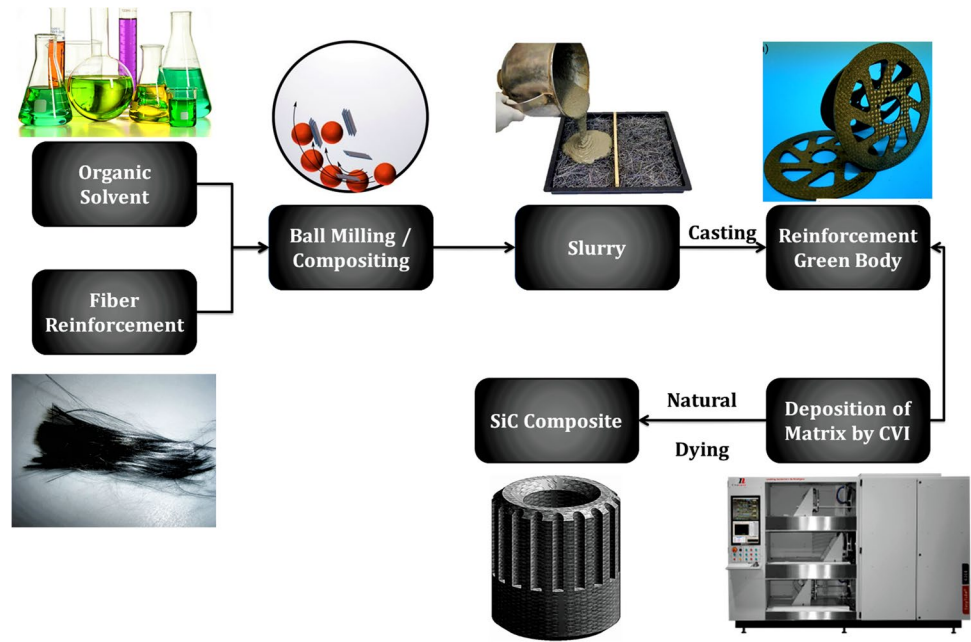 Organic
Solvent
Fiber
Reinforcement
Ball Milling /
Compositing
Slurry
Casting
Reinforcement
Green Body
SiC Composite
Natural
Dying
Deposition of
Matrix by CVI